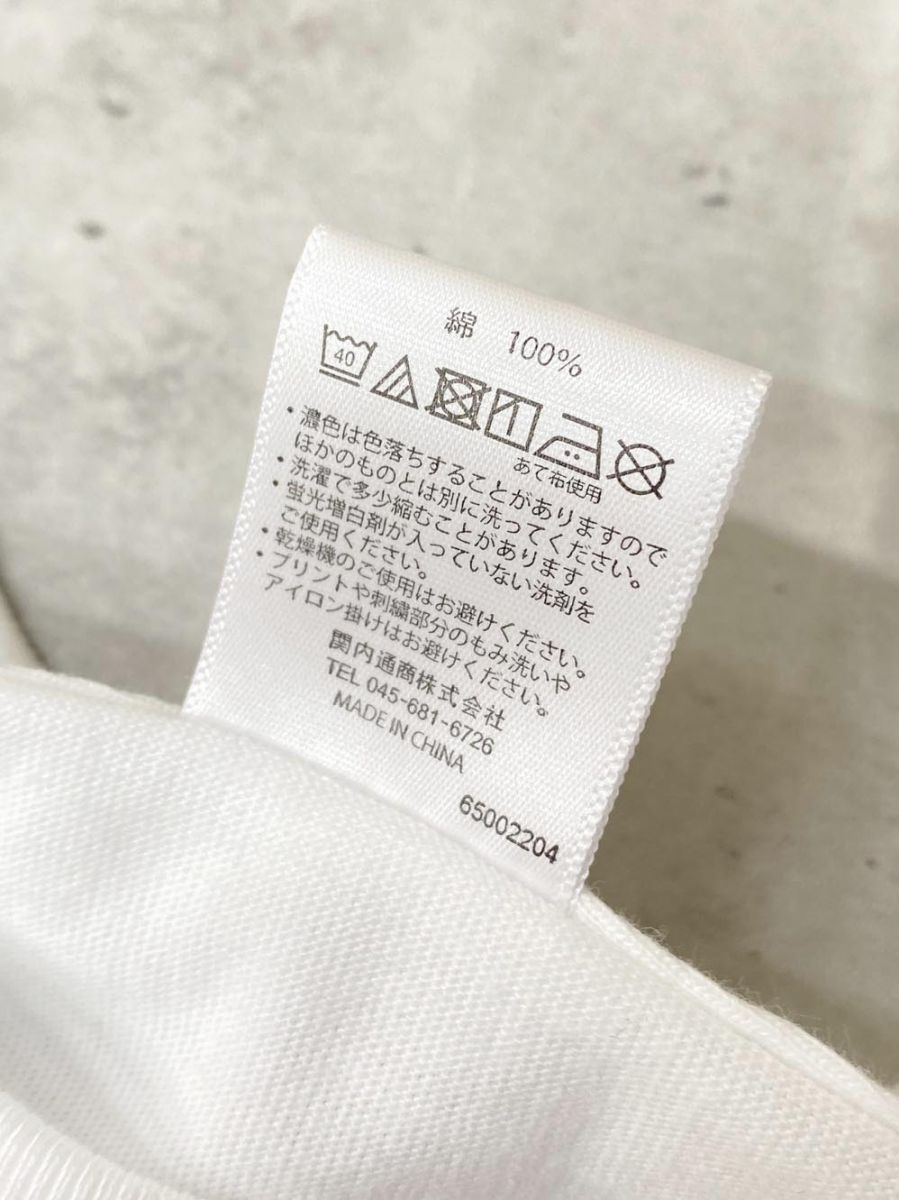 綿 100%
40
あて布使用
・濃色は色落ちすることがありますので
ほかのものとは別に洗ってください。
・洗濯で多少縮むことがあります。
・蛍光増白剤が入っていない洗剤を
ご使用ください。
・乾燥機のご使用はお避けください。
・プリントや刺繍部分のもみ洗いや
アイロン掛けはお避けください。
関内通商株式会社
TEL 045-681-6726
MADE IN CHINA
65002204